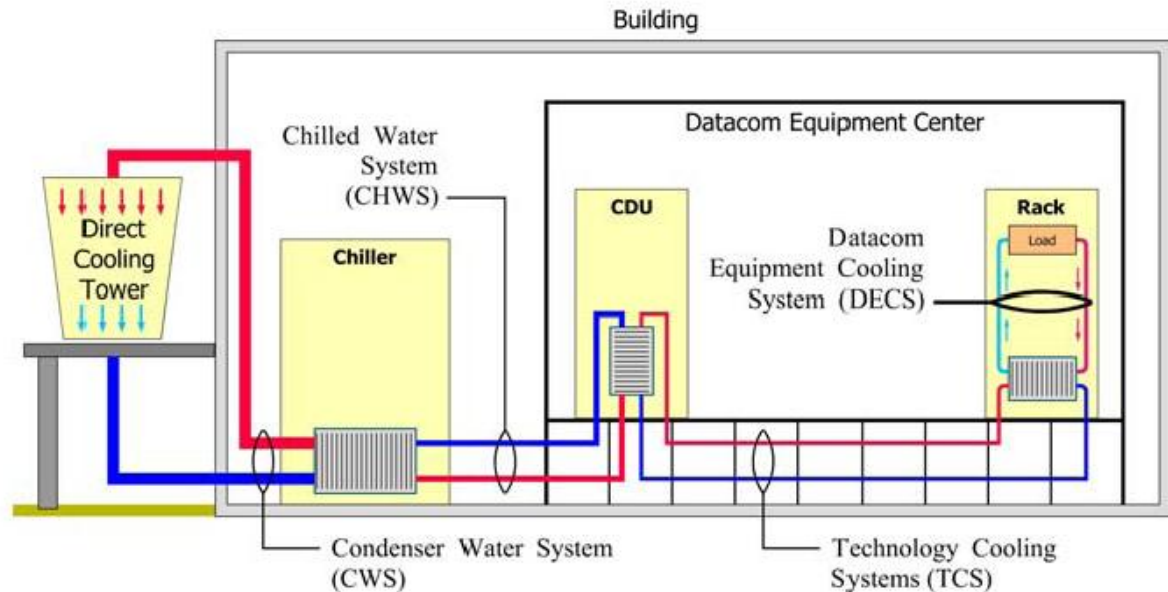 Building
Datacom Equipment Center
Chilled Water
System
(CHWS)
CDU
Rack
Load
Direct
Cooling
Tower
Chiller
Datacom
Equipment Cooling
System (DECS)
Condenser Water System
(CWS)
Technology Cooling
Systems (TCS)